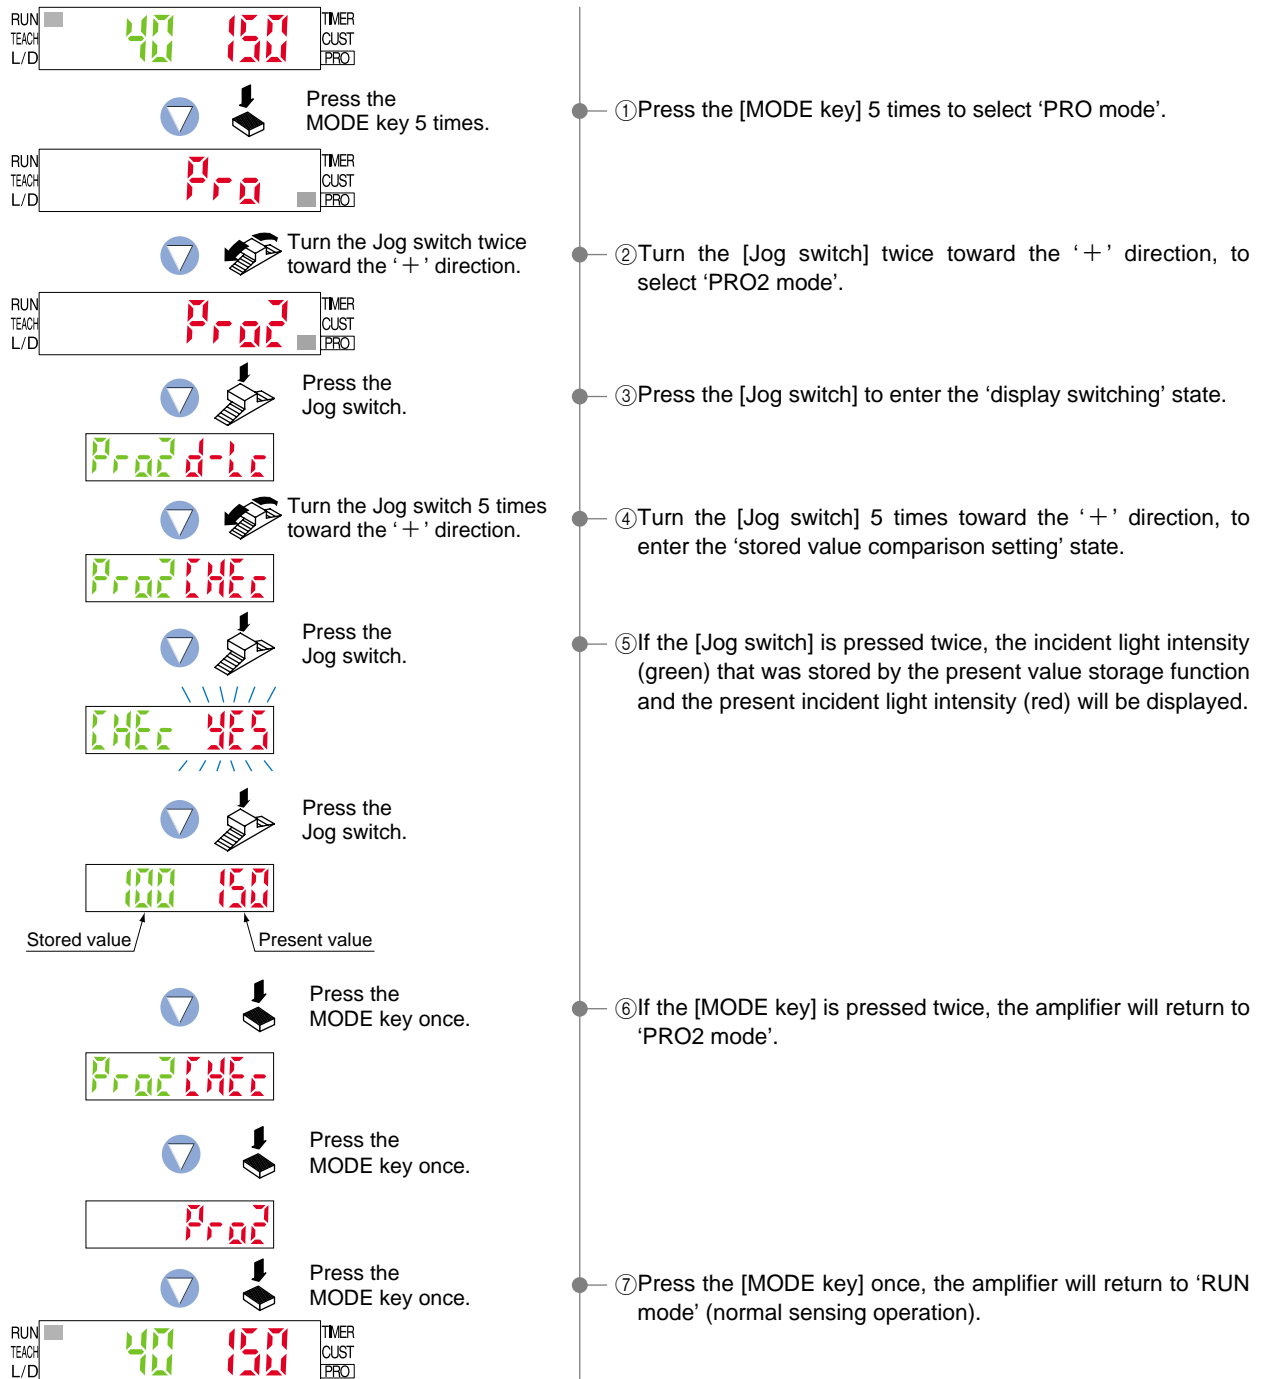 RUN 40 150 TIMER
TEACH CUST
L/D PRO
Press the
MODE key 5 times.
①Press the [MODE key] 5 times to select ‘PRO mode’.
RUN Pro TIMER
TEACH CUST
L/D PRO
Turn the Jog switch twice
toward the ‘＋’ direction.
②Turn the [Jog switch] twice toward the ‘＋’ direction, to
select ‘PRO2 mode’.
RUN Pro2 TIMER
TEACH CUST
L/D PRO
Press the
Jog switch.
③Press the [Jog switch] to enter the ‘display switching’ state.
Pro2 d-Lc
Turn the Jog switch 5 times
toward the ‘＋’ direction.
④Turn the [Jog switch] 5 times toward the ‘＋’ direction, to
enter the ‘stored value comparison setting’ state.
Pro2 CHEc
Press the
Jog switch.
⑤If the [Jog switch] is pressed twice, the incident light intensity
(green) that was stored by the present value storage function
and the present incident light intensity (red) will be displayed.
CHEc YES
Press the
Jog switch.
100 150
Stored value Present value
Press the
MODE key once.
⑥If the [MODE key] is pressed twice, the amplifier will return to
‘PRO2 mode’.
Pro2 CHEc
Press the
MODE key once.
Pro2
Press the
MODE key once.
⑦Press the [MODE key] once, the amplifier will return to ‘RUN
mode’ (normal sensing operation).
RUN 40 150 TIMER
TEACH CUST
L/D PRO